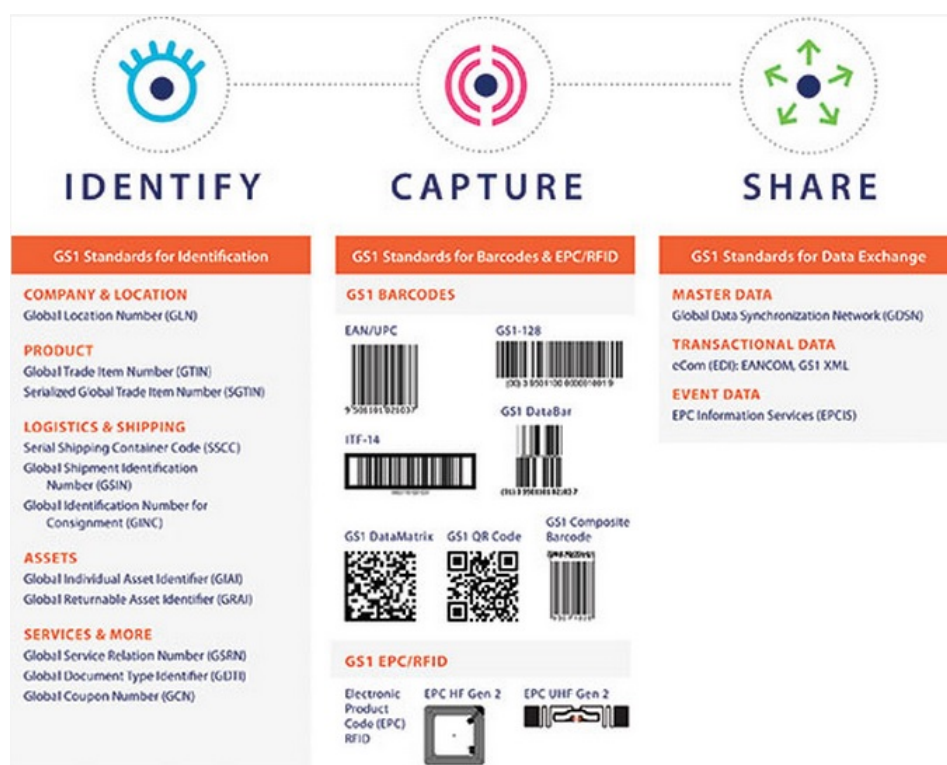 IDENTIFY
CAPTURE
SHARE
GS1 Standards for Identification
COMPANY & LOCATION
Global Location Number (GLN)
PRODUCT
Global Trade Item Number (GTIN)
Serialized Global Trade Item Number (SGTIN)
LOGISTICS & SHIPPING
Serial Shipping Container Code (SSCC)
Global Shipment Identification
Number (GSIN)
Global Identification Number for
Consignment (GINC)
ASSETS
Global Individual Asset Identifier (GIAI)
Global Returnable Asset Identifier (GRAI)
SERVICES & MORE
Global Service Relation Number (GSRN)
Global Document Type Identifier (GDTI)
Global Coupon Number (GCN)
GS1 Standards for Barcodes & EPC/RFID
GS1 BARCODES
EAN/UPC
GS1-128
GS1 DataBar
ITF-14
GS1 DataMatrix
GS1 QR Code
GS1 Composite
Barcode
GS1 EPC/RFID
Electronic
Product
Code (EPC)
RFID
EPC HF Gen 2
EPC UHF Gen 2
GS1 Standards for Data Exchange
MASTER DATA
Global Data Synchronization Network (GDSN)
TRANSACTIONAL DATA
eCom (EDI): EANCOM, GS1 XML
EVENT DATA
EPC Information Services (EPCIS)